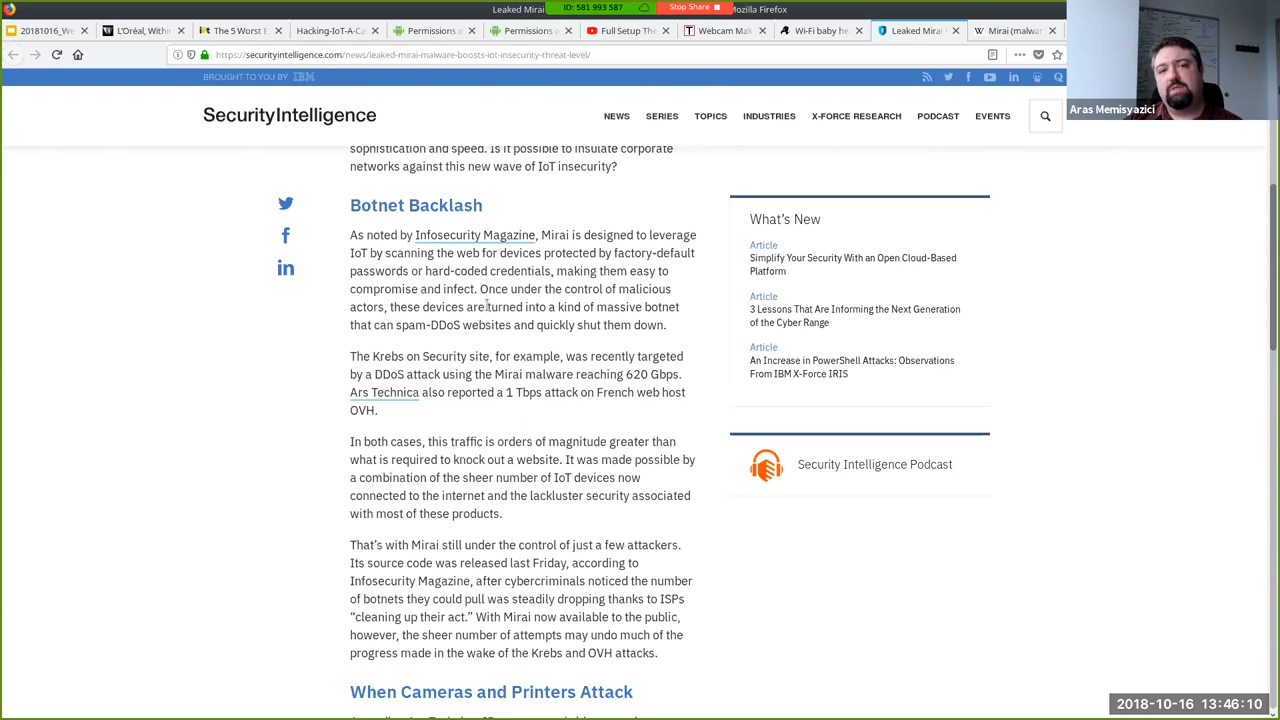 Leaked Mirai
ID: 581 993 587
Stop Share
Mozilla Firefox
20181016_We
L'Oréal, Withi
The 5 Worst E
Hacking-IoT-A-Ca
Permissions
Permissions
Full Setup The
Webcam Mak
Wi-Fi baby he
Leaked Mirai
Mirai (malwar
https://securityintelligence.com/news/leaked-mirai-malware-boosts-iot-insecurity-threat-level/
BROUGHT TO YOU BY IBM
Aras Memisyazici
SecurityIntelligence
NEWS SERIES TOPICS INDUSTRIES X-FORCE RESEARCH PODCAST EVENTS
sophistication and speed. Is it possible to insulate corporate
networks against this new wave of IoT insecurity?
Botnet Backlash
As noted by Infosecurity Magazine, Mirai is designed to leverage
IoT by scanning the web for devices protected by factory-default
passwords or hard-coded credentials, making them easy to
compromise and infect. Once under the control of malicious
actors, these devices are turned into a kind of massive botnet
that can spam-DDoS websites and quickly shut them down.
The Krebs on Security site, for example, was recently targeted
by a DDoS attack using the Mirai malware reaching 620 Gbps.
Ars Technica also reported a 1 Tbps attack on French web host
OVH.
In both cases, this traffic is orders of magnitude greater than
what is required to knock out a website. It was made possible by
a combination of the sheer number of IoT devices now
connected to the internet and the lackluster security associated
with most of these products.
That's with Mirai still under the control of just a few attackers.
Its source code was released last Friday, according to
Infosecurity Magazine, after cybercriminals noticed the number
of botnets they could pull was steadily dropping thanks to ISPs
“cleaning up their act.” With Mirai now available to the public,
however, the sheer number of attempts may undo much of the
progress made in the wake of the Krebs and OVH attacks.
When Cameras and Printers Attack
What's New
Article
Simplify Your Security With an Open Cloud-Based
Platform
Article
3 Lessons That Are Informing the Next Generation
of the Cyber Range
Article
An Increase in PowerShell Attacks: Observations
From IBM X-Force IRIS
Security Intelligence Podcast
2018-10-16 13:46:10